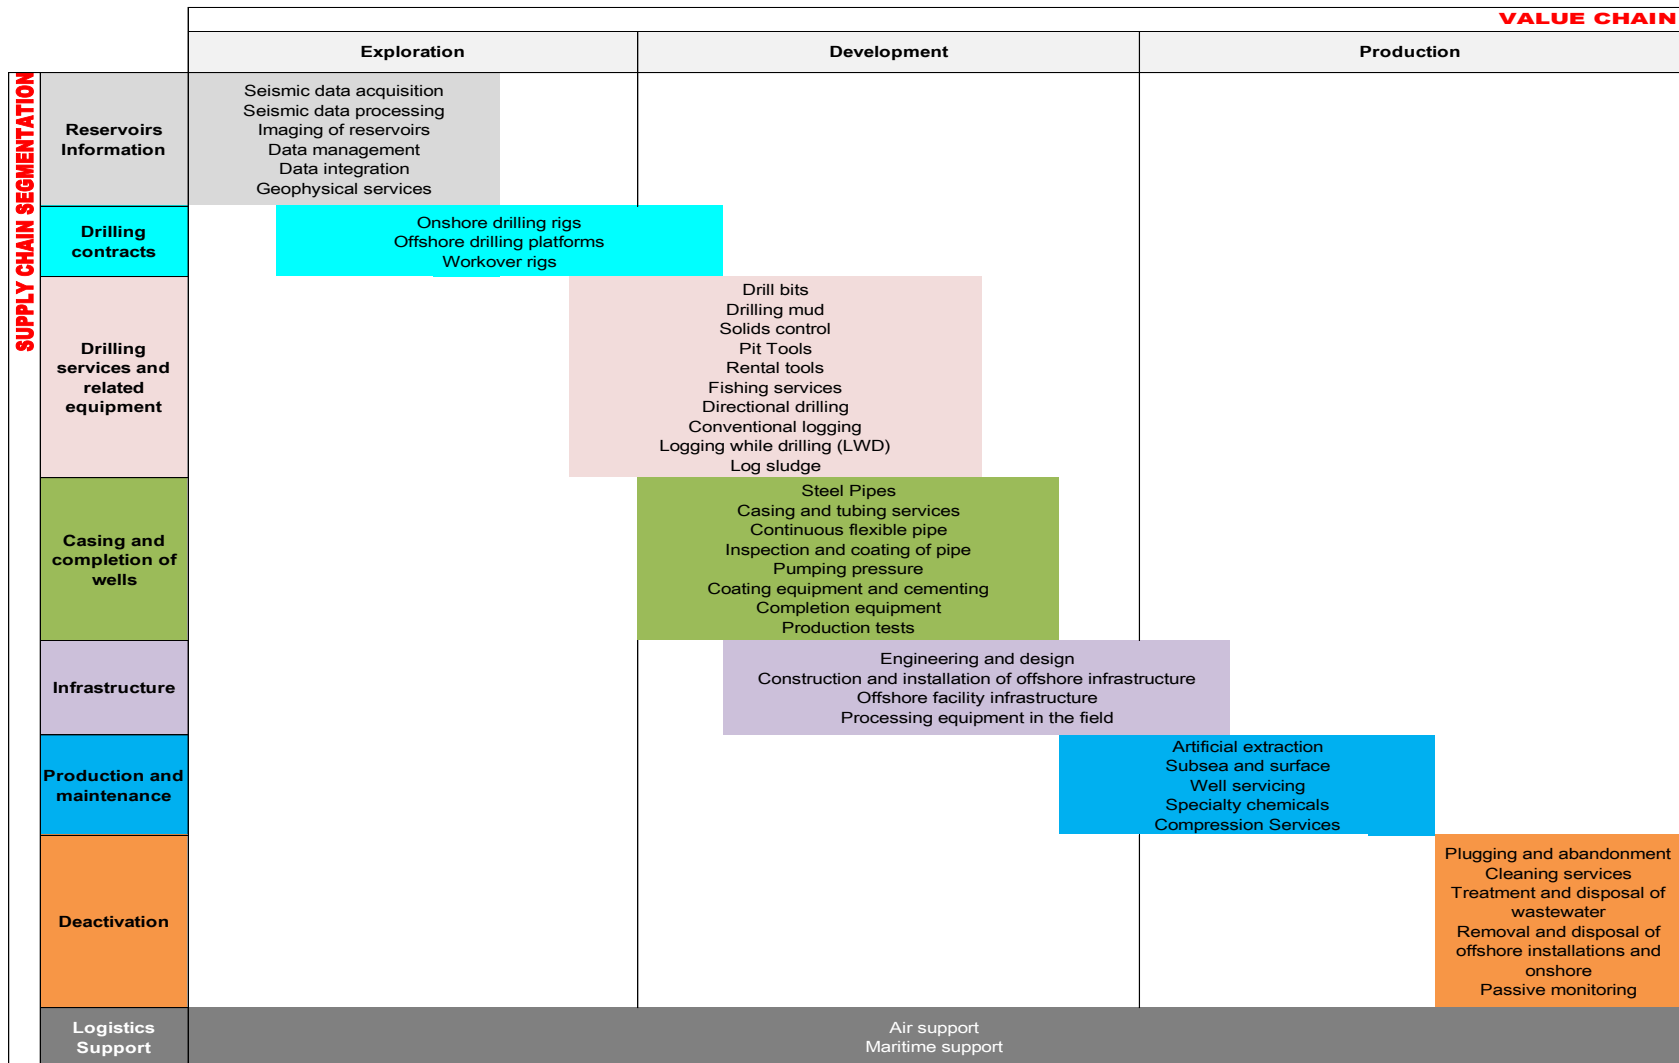 VALUE CHAIN
Exploration
Development
Production
SUPPLY CHAIN SEGMENTATION
Reservoirs
Information
Seismic data acquisition
Seismic data processing
Imaging of reservoirs
Data management
Data integration
Geophysical services
Drilling
contracts
Onshore drilling rigs
Offshore drilling platforms
Workover rigs
Drilling
services and
related
equipment
Drill bits
Drilling mud
Solids control
Pit Tools
Rental tools
Fishing services
Directional drilling
Conventional logging
Logging while drilling (LWD)
Log sludge
Casing and
completion of
wells
Steel Pipes
Casing and tubing services
Continuous flexible pipe
Inspection and coating of pipe
Pumping pressure
Coating equipment and cementing
Completion equipment
Production tests
Infrastructure
Engineering and design
Construction and installation of offshore infrastructure
Offshore facility infrastructure
Processing equipment in the field
Production and
maintenance
Artificial extraction
Subsea and surface
Well servicing
Specialty chemicals
Compression Services
Deactivation
Plugging and abandonment
Cleaning services
Treatment and disposal of
wastewater
Removal and disposal of
offshore installations and
onshore
Passive monitoring
Logistics
Support
Air support
Maritime support